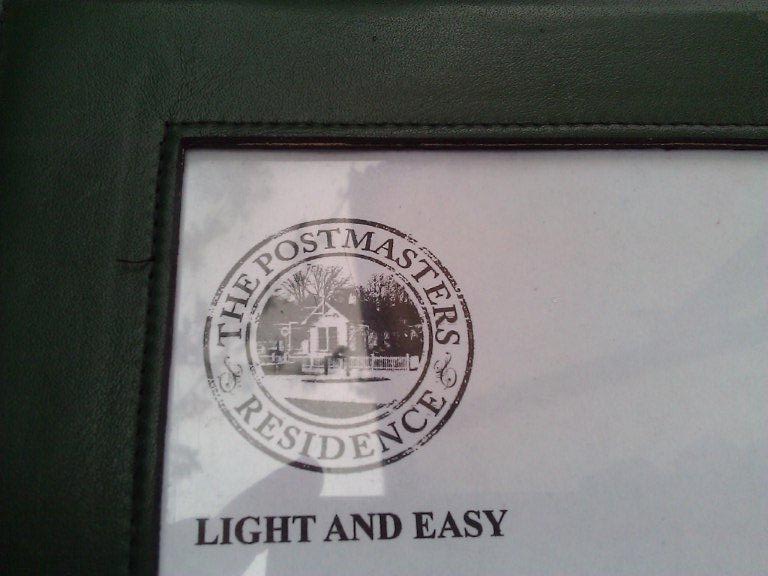 THE POSTMASTERS
RESIDENCE
LIGHT AND EASY